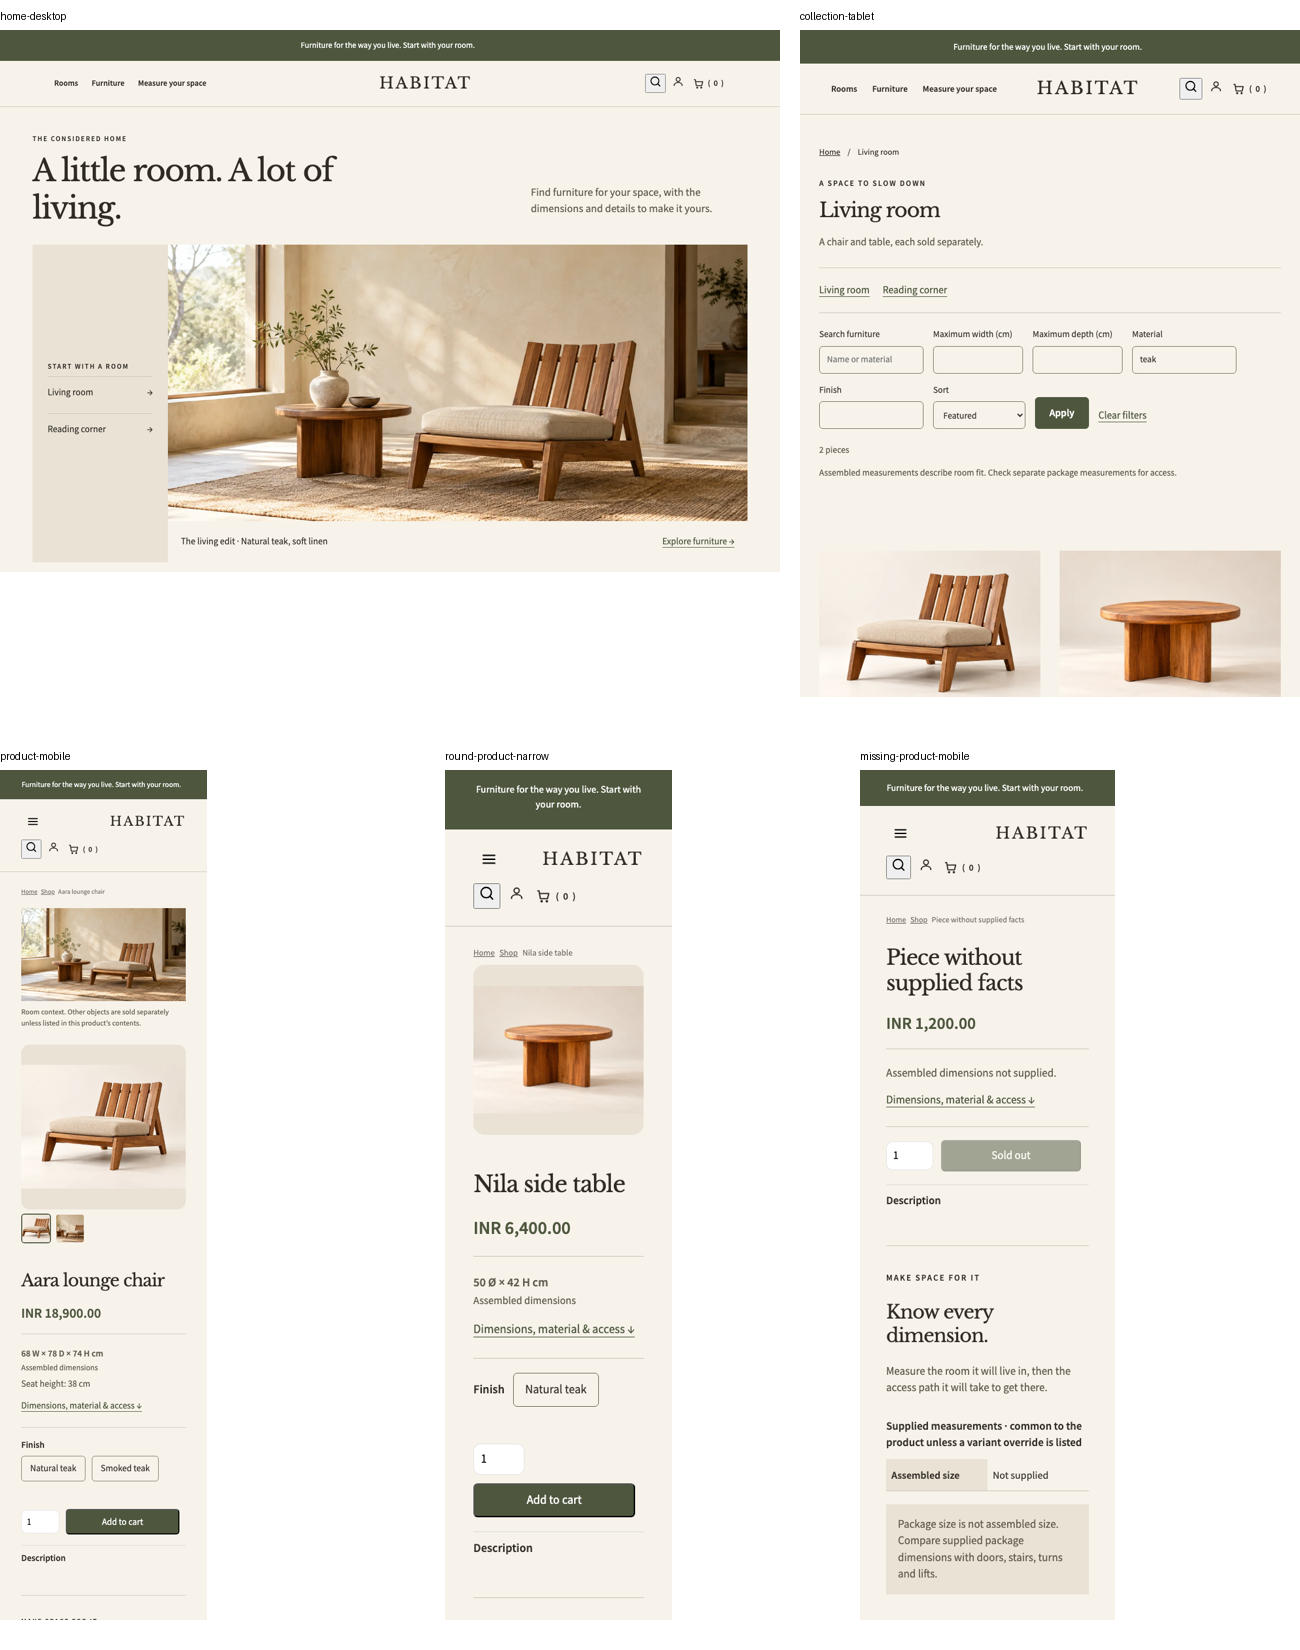 home-desktop
Furniture for the way you live. Start with your room.
Rooms Furniture Measure your space
HABITAT
( 0 )
THE CONSIDERED HOME
A little room. A lot of
living.
Find furniture for your space, with the
dimensions and details to make it yours.
START WITH A ROOM
Living room →
Reading corner →
The living edit · Natural teak, soft linen
Explore furniture →
collection-tablet
Furniture for the way you live. Start with your room.
Rooms Furniture Measure your space
HABITAT
( 0 )
Home / Living room
A SPACE TO SLOW DOWN
Living room
A chair and table, each sold separately.
Living room Reading corner
Search furniture Maximum width (cm) Maximum depth (cm) Material
Name or material teak
Finish Sort
Featured Apply Clear filters
2 pieces
Assembled measurements describe room fit. Check separate package measurements for access.
product-mobile
Furniture for the way you live. Start with your room.
HABITAT
( 0 )
Home Shop Aara lounge chair
Room context. Other objects are sold separately
unless listed in this product's contents.
Aara lounge chair
INR 18,900.00
68 W × 78 D × 74 H cm
Assembled dimensions
Seat height: 38 cm
Dimensions, material & access ↓
Finish
Natural teak Smoked teak
1 Add to cart
Description
round-product-narrow
Furniture for the way you live. Start with
your room.
HABITAT
( 0 )
Home Shop Nila side table
Nila side table
INR 6,400.00
50 Ø × 42 H cm
Assembled dimensions
Dimensions, material & access ↓
Finish Natural teak
1
Add to cart
Description
missing-product-mobile
Furniture for the way you live. Start with your room.
HABITAT
( 0 )
Home Shop Piece without supplied facts
Piece without
supplied facts
INR 1,200.00
Assembled dimensions not supplied.
Dimensions, material & access ↓
1 Sold out
Description
MAKE SPACE FOR IT
Know every
dimension.
Measure the room it will live in, then the
access path it will take to get there.
Supplied measurements · common to the
product unless a variant override is listed
Assembled size Not supplied
Package size is not assembled size.
Compare supplied package
dimensions with doors, stairs, turns
and lifts.